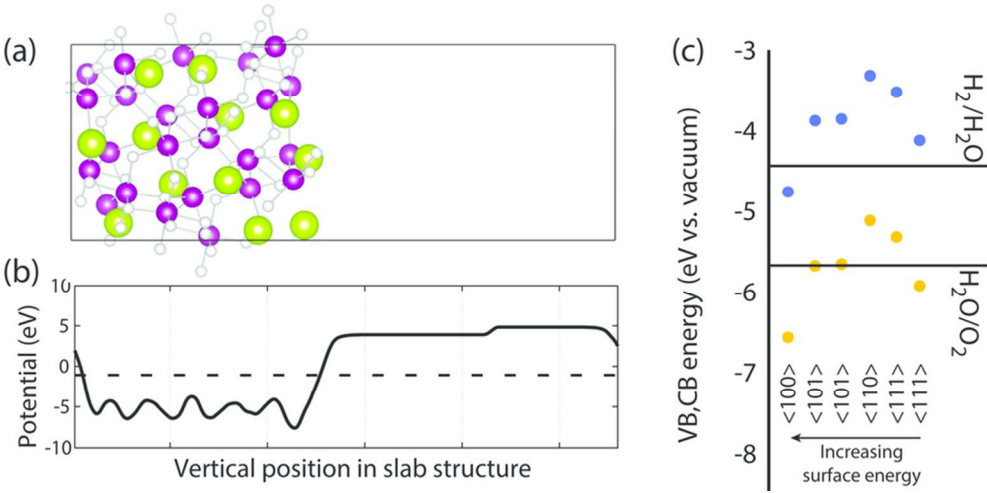 (a)
(b)
Potential (eV)
10
5
0
-5
-10
Vertical position in slab structure
(c)
VB,CB energy (eV vs. vacuum)
-3
-4
-5
-6
-7
-8
H₂/H₂O
H₂O/O₂
<100>
<101>
<101>
<110>
<111>
<111>
Increasing
surface energy